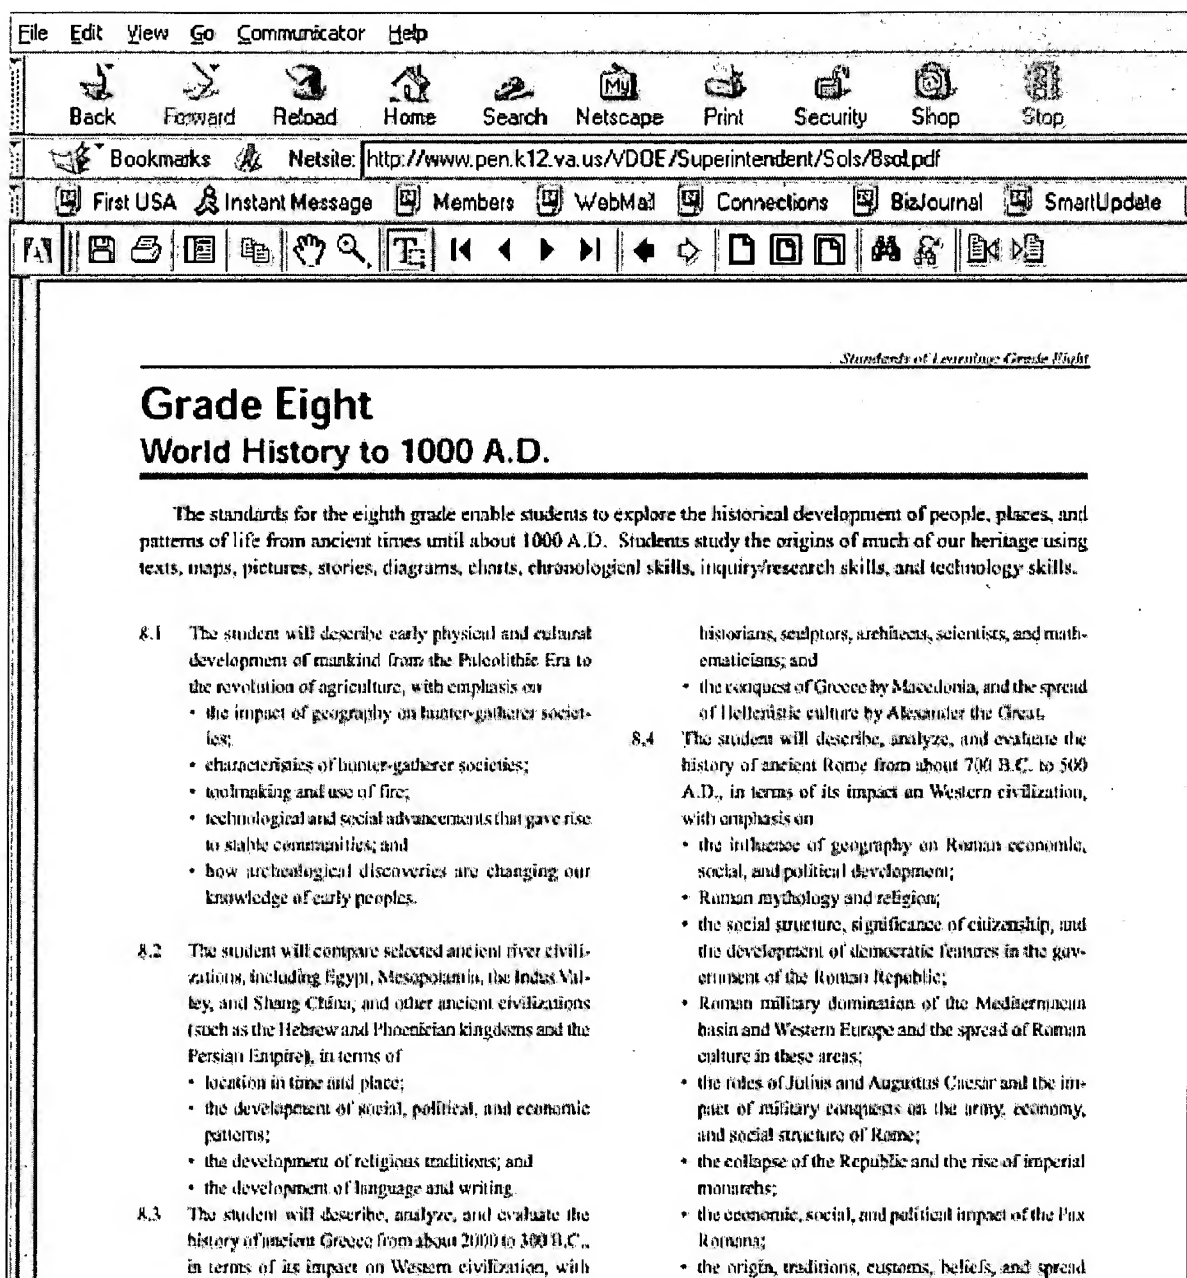 File Edit View Go Communicator Help
Back Forward Reload Home Search Netscape Print Security Shop Stop
Bookmarks Netsite: http://www.pen.k12.va.us/VDOE/Superintendent/Sols/8sol.pdf
First USA Instant Message Members WebMail Connections BizJournal SmartUpdate
Standards of Learning: Grade Eight
Grade Eight
World History to 1000 A.D.
The standards for the eighth grade enable students to explore the historical development of people, places, and
patterns of life from ancient times until about 1000 A.D. Students study the origins of much of our heritage using
texts, maps, pictures, stories, diagrams, charts, chronological skills, inquiry/research skills, and technology skills.
8.1 The student will describe early physical and cultural
development of mankind from the Paleolithic Era to
the revolution of agriculture, with emphasis on
• the impact of geography on hunter-gatherer societ-
ies;
• characteristics of hunter-gatherer societies;
• toolmaking and use of fire;
• technological and social advancements that gave rise
to stable communities; and
• how archeological discoveries are changing our
knowledge of early peoples.
8.2 The student will compare selected ancient river civili-
zations, including Egypt, Mesopotamia, the Indus Val-
ley, and Shang China, and other ancient civilizations
(such as the Hebrew and Phoenician kingdoms and the
Persian Empire), in terms of
• location in time and place;
• the development of social, political, and economic
patterns;
• the development of religious traditions; and
• the development of language and writing.
8.3 The student will describe, analyze, and evaluate the
history of ancient Greece from about 2000 to 300 B.C.,
in terms of its impact on Western civilization, with
historians, sculptors, architects, scientists, and math-
ematicians; and
• the conquest of Greece by Macedonia, and the spread
of Hellenistic culture by Alexander the Great.
8.4 The student will describe, analyze, and evaluate the
history of ancient Rome from about 700 B.C. to 500
A.D., in terms of its impact on Western civilization,
with emphasis on
• the influence of geography on Roman economic,
social, and political development;
• Roman mythology and religion;
• the social structure, significance of citizenship, and
the development of democratic features in the gov-
ernment of the Roman Republic;
• Roman military domination of the Mediterranean
basin and Western Europe and the spread of Roman
culture in these areas;
• the roles of Julius and Augustus Caesar and the im-
pact of military conquests on the army, economy,
and social structure of Rome;
• the collapse of the Republic and the rise of imperial
monarchs;
• the economic, social, and political impact of the Pax
Romana;
• the origin, traditions, customs, beliefs, and spread